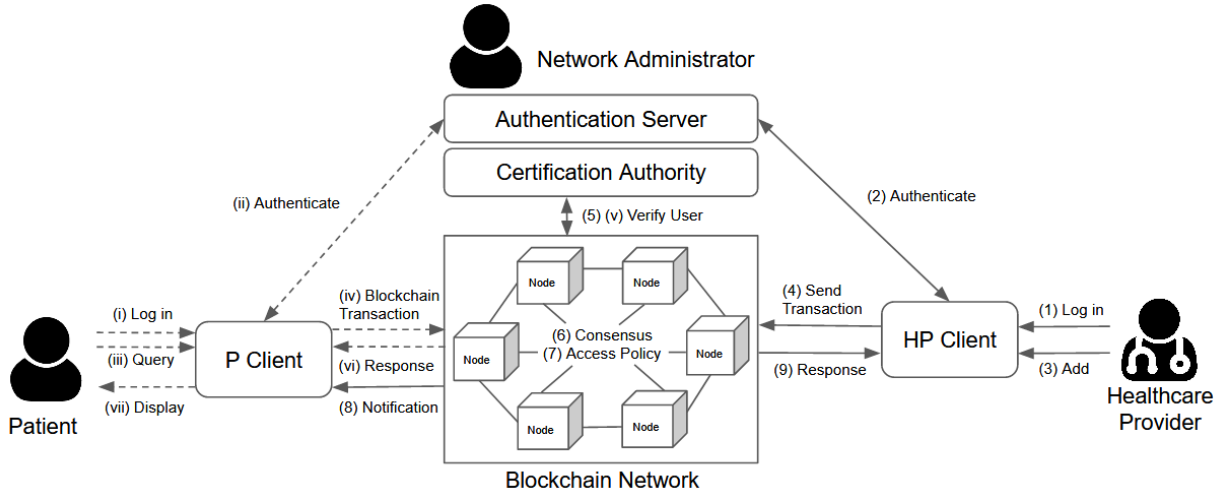 Network Administrator
Authentication Server
Certification Authority
(ii) Authenticate
(2) Authenticate
(5) (v) Verify User
Node
Node
(i) Log in
(iii) Query
(vii) Display
Patient
P Client
(iv) Blockchain
Transaction
(vi) Response
(8) Notification
Node
(6) Consensus
(7) Access Policy
Node
Node
Node
Blockchain Network
(4) Send
Transaction
(9) Response
HP Client
(1) Log in
(3) Add
Healthcare
Provider